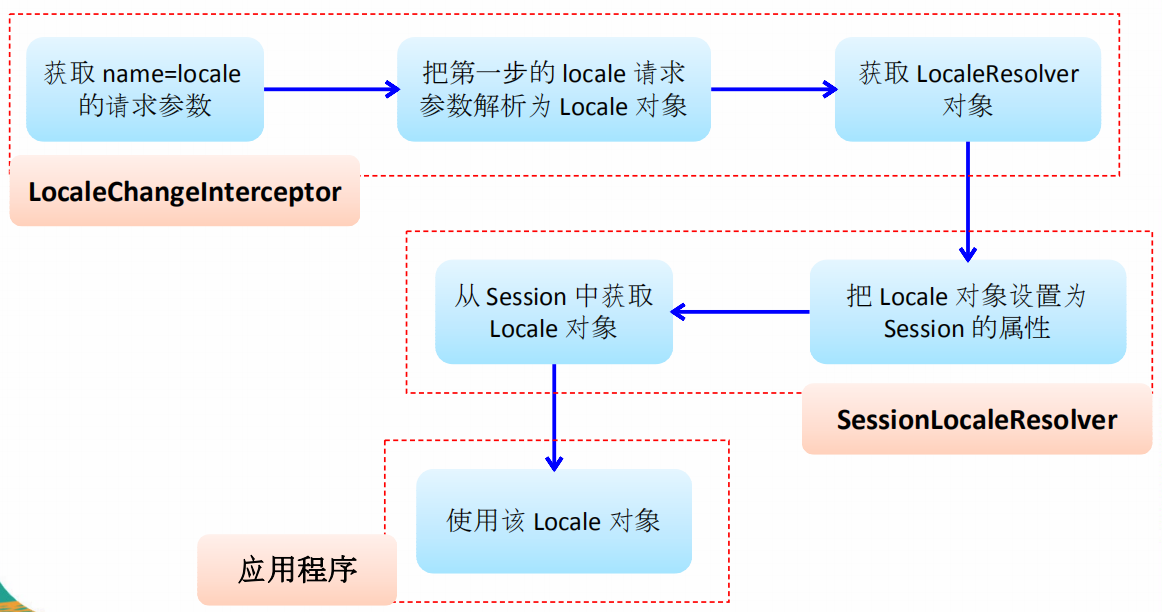 获取 name=locale
的请求参数
把第一步的 locale 请求
参数解析为 Locale 对象
获取 LocaleResolver
对象
LocaleChangeInterceptor
把 Locale 对象设置为
Session 的属性
从 Session 中获取
Locale 对象
SessionLocaleResolver
使用该 Locale 对象
应用程序